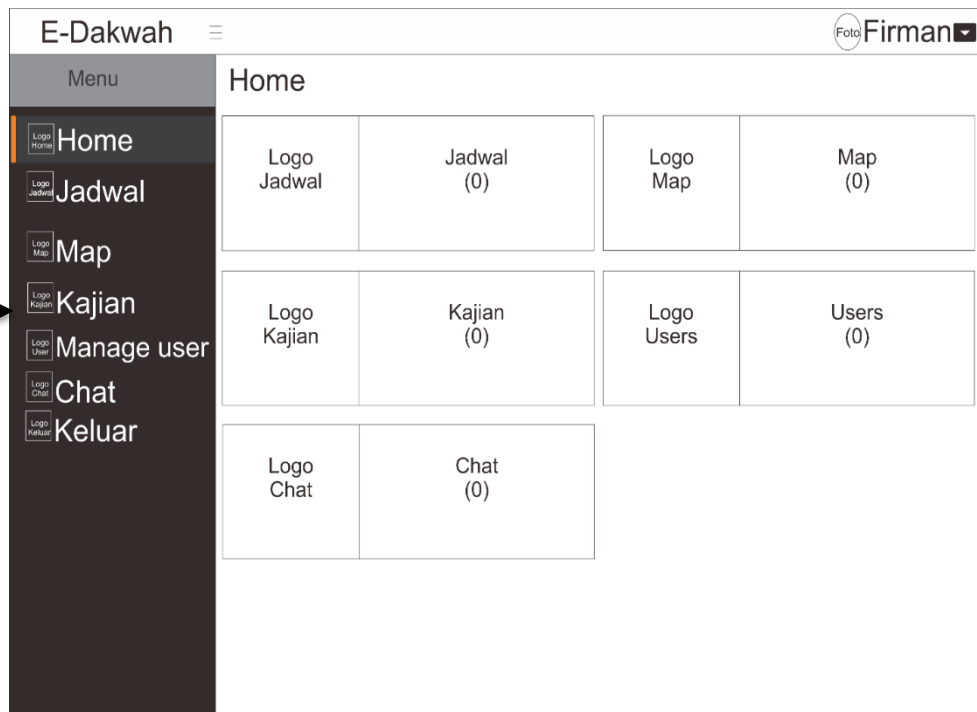 E-Dakwah
Foto
Firman
Menu
Home
Logo
Home
Home
Logo
Jadwal
Jadwal
Logo
Map
Map
Logo
Kajian
Kajian
Logo
User
Manage user
Logo
Chat
Chat
Logo
Keluar
Keluar
Logo
Jadwal
Jadwal
(0)
Logo
Map
Map
(0)
Logo
Kajian
Kajian
(0)
Logo
Users
Users
(0)
Logo
Chat
Chat
(0)